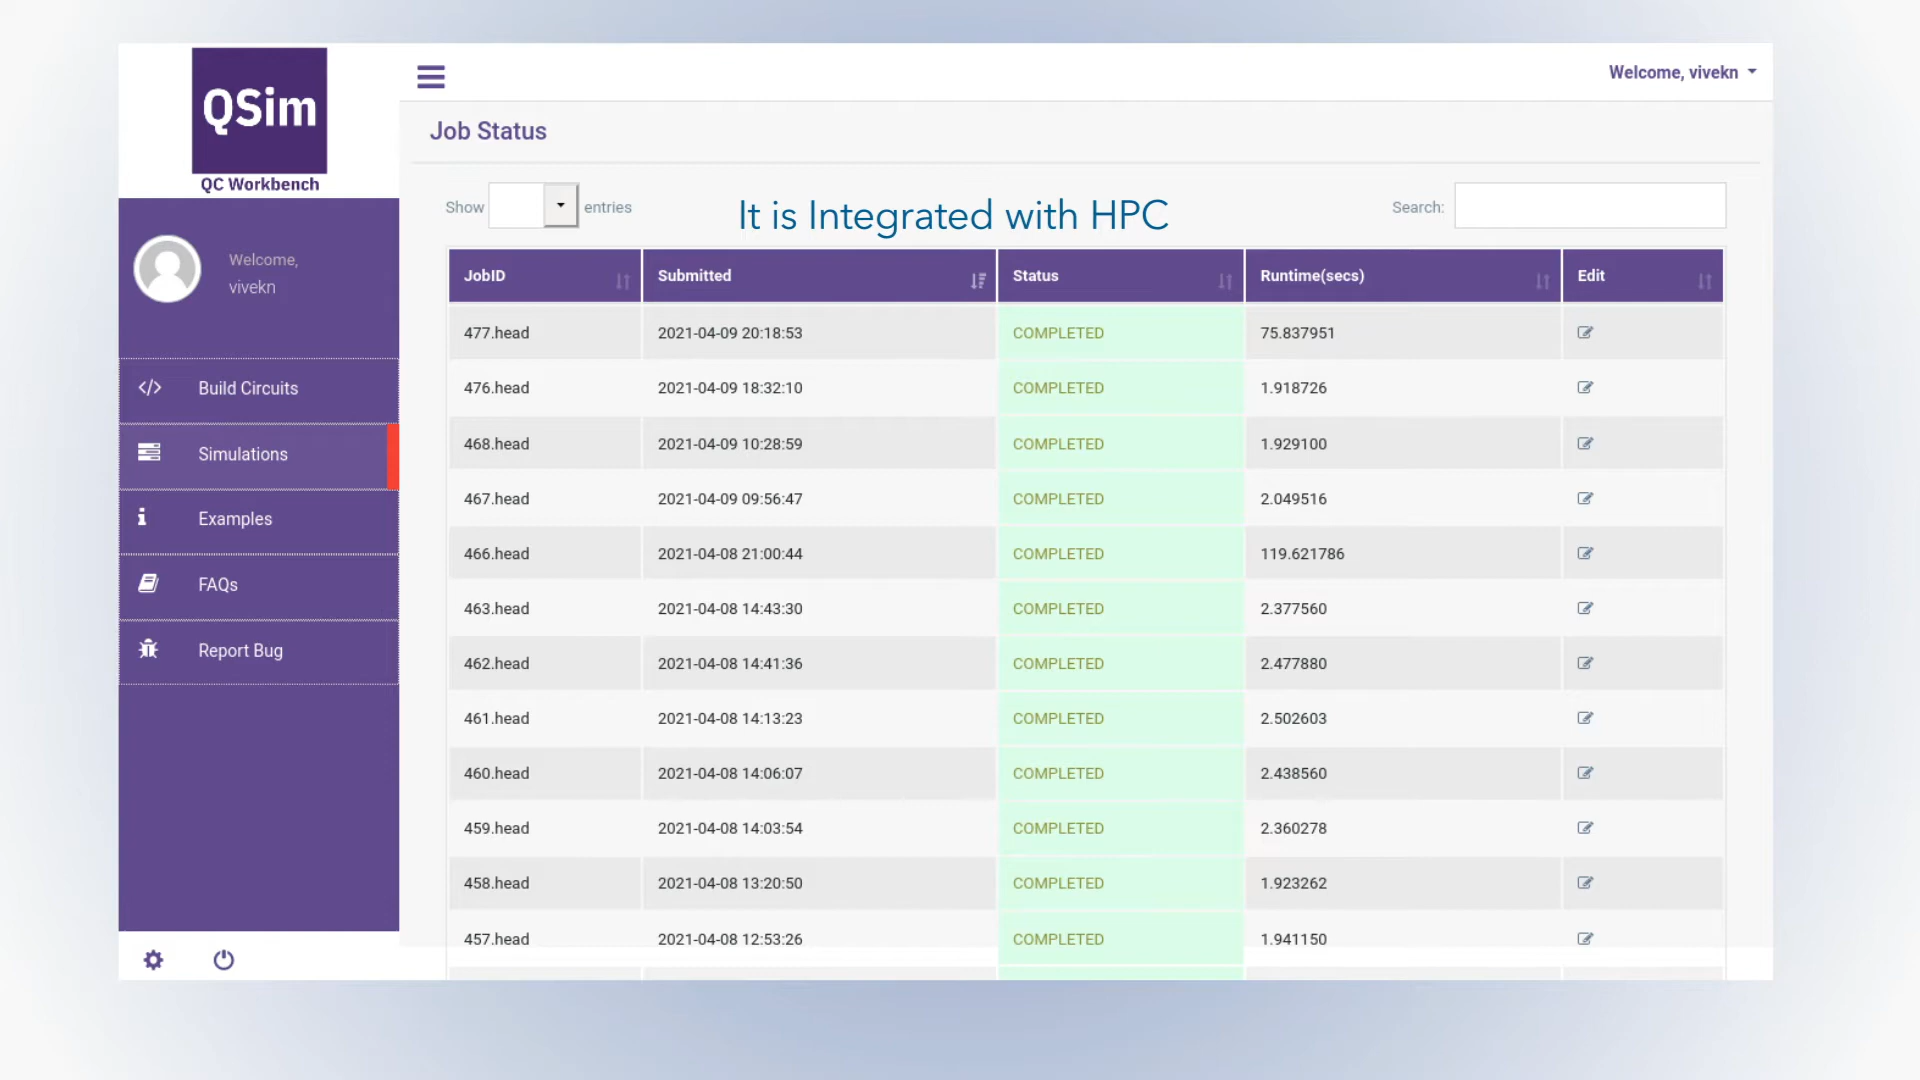 QSim
QC Workbench
Welcome, vivekn
Job Status
Show entries
It is Integrated with HPC
Search:
Welcome,
vivekn
Build Circuits
Simulations
Examples
FAQs
Report Bug
JobID Submitted Status Runtime(secs) Edit
477.head 2021-04-09 20:18:53 COMPLETED 75.837951
476.head 2021-04-09 18:32:10 COMPLETED 1.918726
468.head 2021-04-09 10:28:59 COMPLETED 1.929100
467.head 2021-04-09 09:56:47 COMPLETED 2.049516
466.head 2021-04-08 21:00:44 COMPLETED 119.621786
463.head 2021-04-08 14:43:30 COMPLETED 2.377560
462.head 2021-04-08 14:41:36 COMPLETED 2.477880
461.head 2021-04-08 14:13:23 COMPLETED 2.502603
460.head 2021-04-08 14:06:07 COMPLETED 2.438560
459.head 2021-04-08 14:03:54 COMPLETED 2.360278
458.head 2021-04-08 13:20:50 COMPLETED 1.923262
457.head 2021-04-08 12:53:26 COMPLETED 1.941150